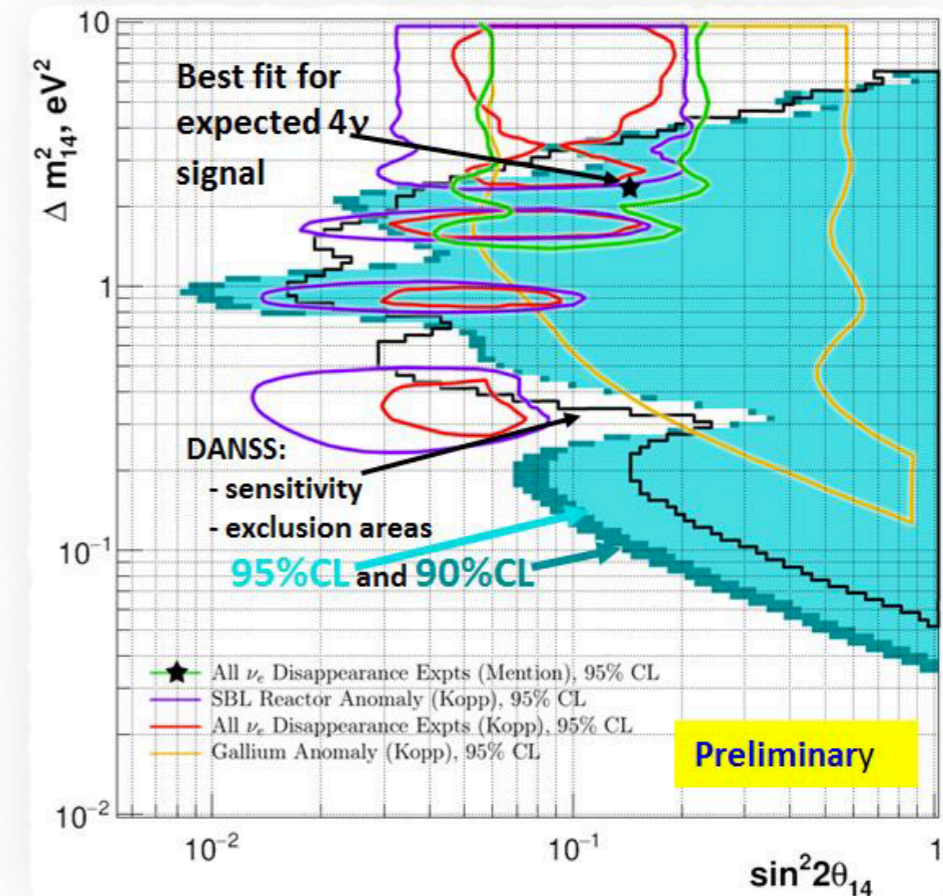 10
Δ m²₁₄, eV²
1
10⁻¹
10⁻²
Best fit for
expected 4ν
signal
DANSS:
- sensitivity
- exclusion areas
95%CL and 90%CL
All νₑ Disappearance Expts (Mention), 95% CL
SBL Reactor Anomaly (Kopp), 95% CL
All νₑ Disappearance Expts (Kopp), 95% CL
Gallium Anomaly (Kopp), 95% CL
Preliminary
10⁻²
10⁻¹
1
sin²2θ₁₄